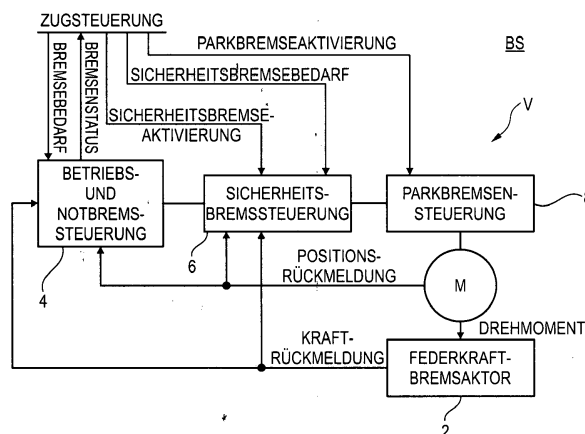 ZUGSTEUERUNG
BREMSEBEDARF
BREMSENSTATUS
PARKBREMSEAKTIVIERUNG
BS
SICHERHEITSBREMSEBEDARF
SICHERHEITSBREMSE-
AKTIVIERUNG
V
BETRIEBS-
UND
NOTBREMS-
STEUERUNG
SICHERHEITS-
BREMSSTEUERUNG
PARKBREMSEN-
STEUERUNG
4
6
POSITIONS-
RÜCKMELDUNG
M
DREHMOMENT
KRAFT-
RÜCKMELDUNG
FEDERKRAFT-
BREMSAKTOR
2